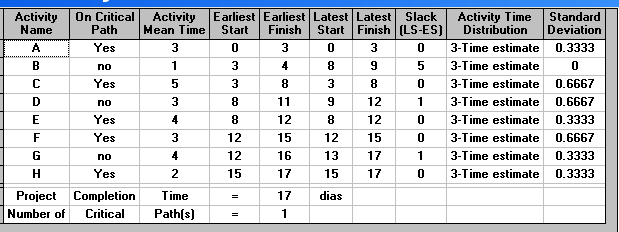 Activity Name On Critical Path Activity Mean Time Earliest Start Earliest Finish Latest Start Latest Finish Slack (LS-ES) Activity Time Distribution Standard Deviation
A Yes 3 0 3 0 3 0 3-Time estimate 0.3333
B no 1 3 4 8 9 5 3-Time estimate 0
C Yes 5 3 8 3 8 0 3-Time estimate 0.6667
D no 3 8 11 9 12 1 3-Time estimate 0.6667
E Yes 4 8 12 8 12 0 3-Time estimate 0.3333
F Yes 3 12 15 12 15 0 3-Time estimate 0.6667
G no 4 12 16 13 17 1 3-Time estimate 0.3333
H Yes 2 15 17 15 17 0 3-Time estimate 0.3333
Project Completion Time = 17 dias
Number of Critical Path(s) = 1